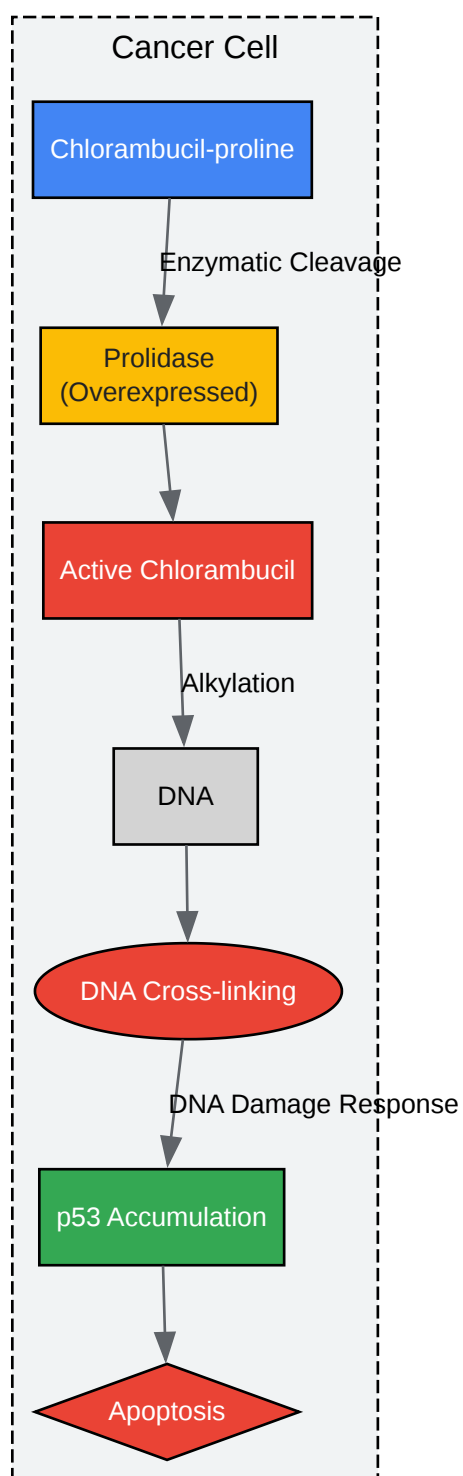 Cancer Cell
Chlorambucil-proline
Enzymatic Cleavage
Prolidase
(Overexpressed)
Active Chlorambucil
Alkylation
DNA
DNA Cross-linking
DNA Damage Response
p53 Accumulation
Apoptosis